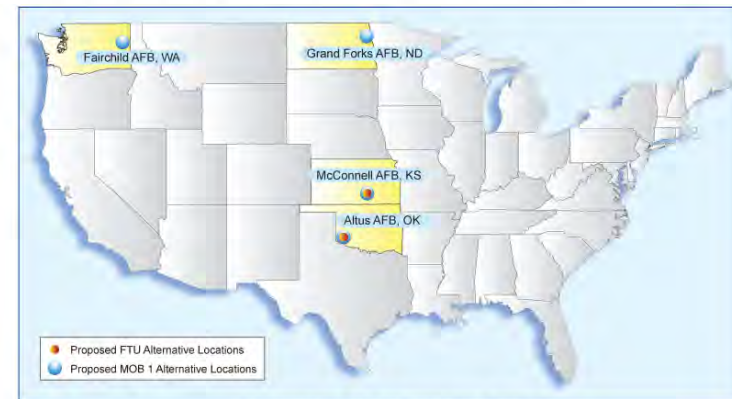 Fairchild AFB, WA
Grand Forks AFB, ND
McConnell AFB, KS
Altus AFB, OK
Proposed FTU Alternative Locations
Proposed MOB 1 Alternative Locations